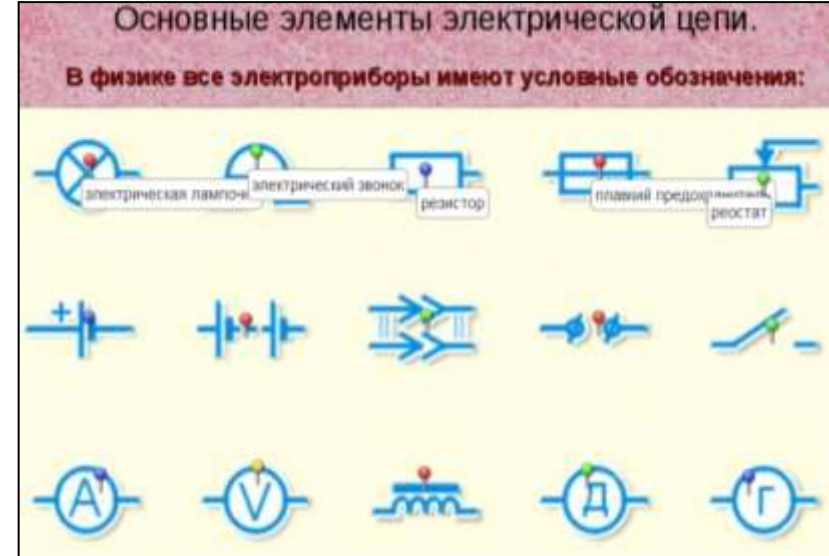 Основные элементы электрической цепи.
В физике все электроприборы имеют условные обозначения:
электрическая
электрический звонок
резистор
плавкий
реостат
+
А
V
Д
Г